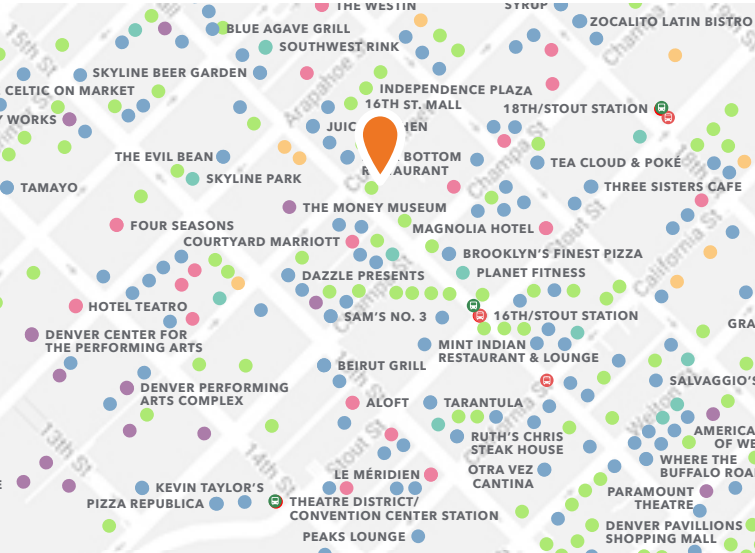 THE WESTIN
SYRUP
ZOCALITO LATIN BISTRO
BLUE AGAVE GRILL
SOUTHWEST RINK
15th St
SKYLINE BEER GARDEN
CELTIC ON MARKET
Arapahoe St
INDEPENDENCE PLAZA
16TH ST. MALL
18TH/STOUT STATION
WORKS
THE EVIL BEAN
BOTTOM
TEA CLOUD & POKÉ
Champa St
SKYLINE PARK
TAMAYO
THREE SISTERS CAFE
THE MONEY MUSEUM
FOUR SEASONS
MAGNOLIA HOTEL
Stout St
COURTYARD MARRIOTT
BROOKLYN'S FINEST PIZZA
California St
DAZZLE PRESENTS
PLANET FITNESS
Champa St
HOTEL TEATRO
SAM'S NO. 3
16TH/STOUT STATION
DENVER CENTER FOR
THE PERFORMING ARTS
MINT INDIAN
RESTAURANT & LOUNGE
BEIRUT GRILL
SALVAGGIO'S
DENVER PERFORMING
ARTS COMPLEX
ALOFT
TARANTULA
California St
Welton St
Stout St
RUTH'S CHRIS
STEAK HOUSE
13th St
14th St
WHERE THE
BUFFALO
LE MÉRIDIEN
OTRA VEZ
CANTINA
KEVIN TAYLOR'S
PIZZA REPUBLICA
THEATRE DISTRICT/
CONVENTION CENTER STATION
PARAMOUNT
THEATRE
PEAKS LOUNGE
DENVER PAVILLIONS
SHOPPING MALL